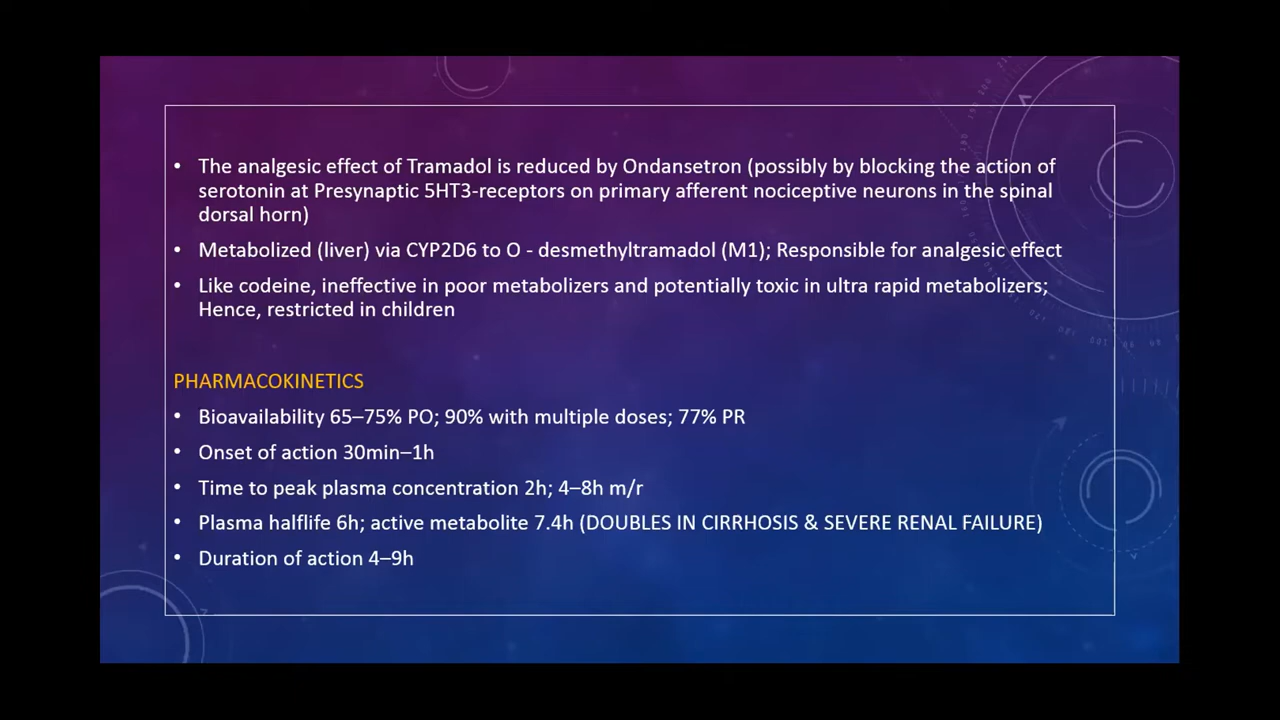 • The analgesic effect of Tramadol is reduced by Ondansetron (possibly by blocking the action of
serotonin at Presynaptic 5HT3-receptors on primary afferent nociceptive neurons in the spinal
dorsal horn)
• Metabolized (liver) via CYP2D6 to O - desmethyltramadol (M1); Responsible for analgesic effect
• Like codeine, ineffective in poor metabolizers and potentially toxic in ultra rapid metabolizers;
Hence, restricted in children
PHARMACOKINETICS
• Bioavailability 65–75% PO; 90% with multiple doses; 77% PR
• Onset of action 30min–1h
• Time to peak plasma concentration 2h; 4–8h m/r
• Plasma halflife 6h; active metabolite 7.4h (DOUBLES IN CIRRHOSIS & SEVERE RENAL FAILURE)
• Duration of action 4–9h